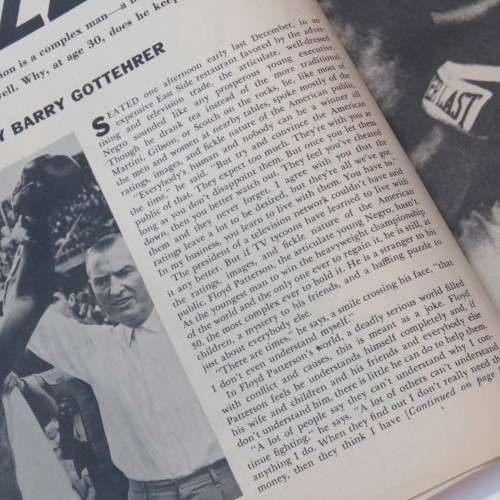 ion is a complex man—a
vell. Why, at age 30, does he keep
Y BARRY GOTTEHRER
SEATED one afternoon early last December, in as
expensive East Side restaurant favored by the adver-
tising and television trade, the articulate, well-dressed
Negro sounded like any prosperous young executive.
Though he drank tea instead of the more traditional
Martini, Gibson, or Scotch on the rocks, he, like most of
the men and women at nearby tables, spoke mostly of the
ratings, images, and fickle nature of the American public.
"Everybody's human and nobody can be a winner all
the time," he said. "But try and convince the American
public of that. They expect too much. They're with you as
long as you don't disappoint them. But once you let them
down, then you better watch out. They feel you've cheated
them and they never forget. I agree with you that the
ratings leave a lot to be desired, but they're all we've got.
In my business, you learn to live with them. You have to."
The president of a television network couldn't have said
it any better. But if TV tycoons have learned to live with
the ratings, images, and fickle nature of the American
public, Floyd Patterson, the articulate young Negro, hasn't.
As the youngest man to win the heavyweight championship
of the world and the only one ever to regain it, he is still, at
30, the most complex ever to hold it. He is a stranger to his
children, a mystery to his friends, and a baffling puzzle to
just about everybody else.
"There are times," he says, a smile crossing his face, "that
I don't even understand myself."
In Floyd Patterson's world, a deadly serious world filled
with conflict and causes, this is meant as a joke. Floyd
Patterson feels he understands himself completely and, if
his wife and children and his friends and everybody else
don't understand him, there is little he can do to help them.
"A lot of people say they can't understand why I con-
tinue fighting," he says. "A lot of others can't understand
anything I do. When they find out I don't really need the
money, then they think I have [Continued on page
LAST